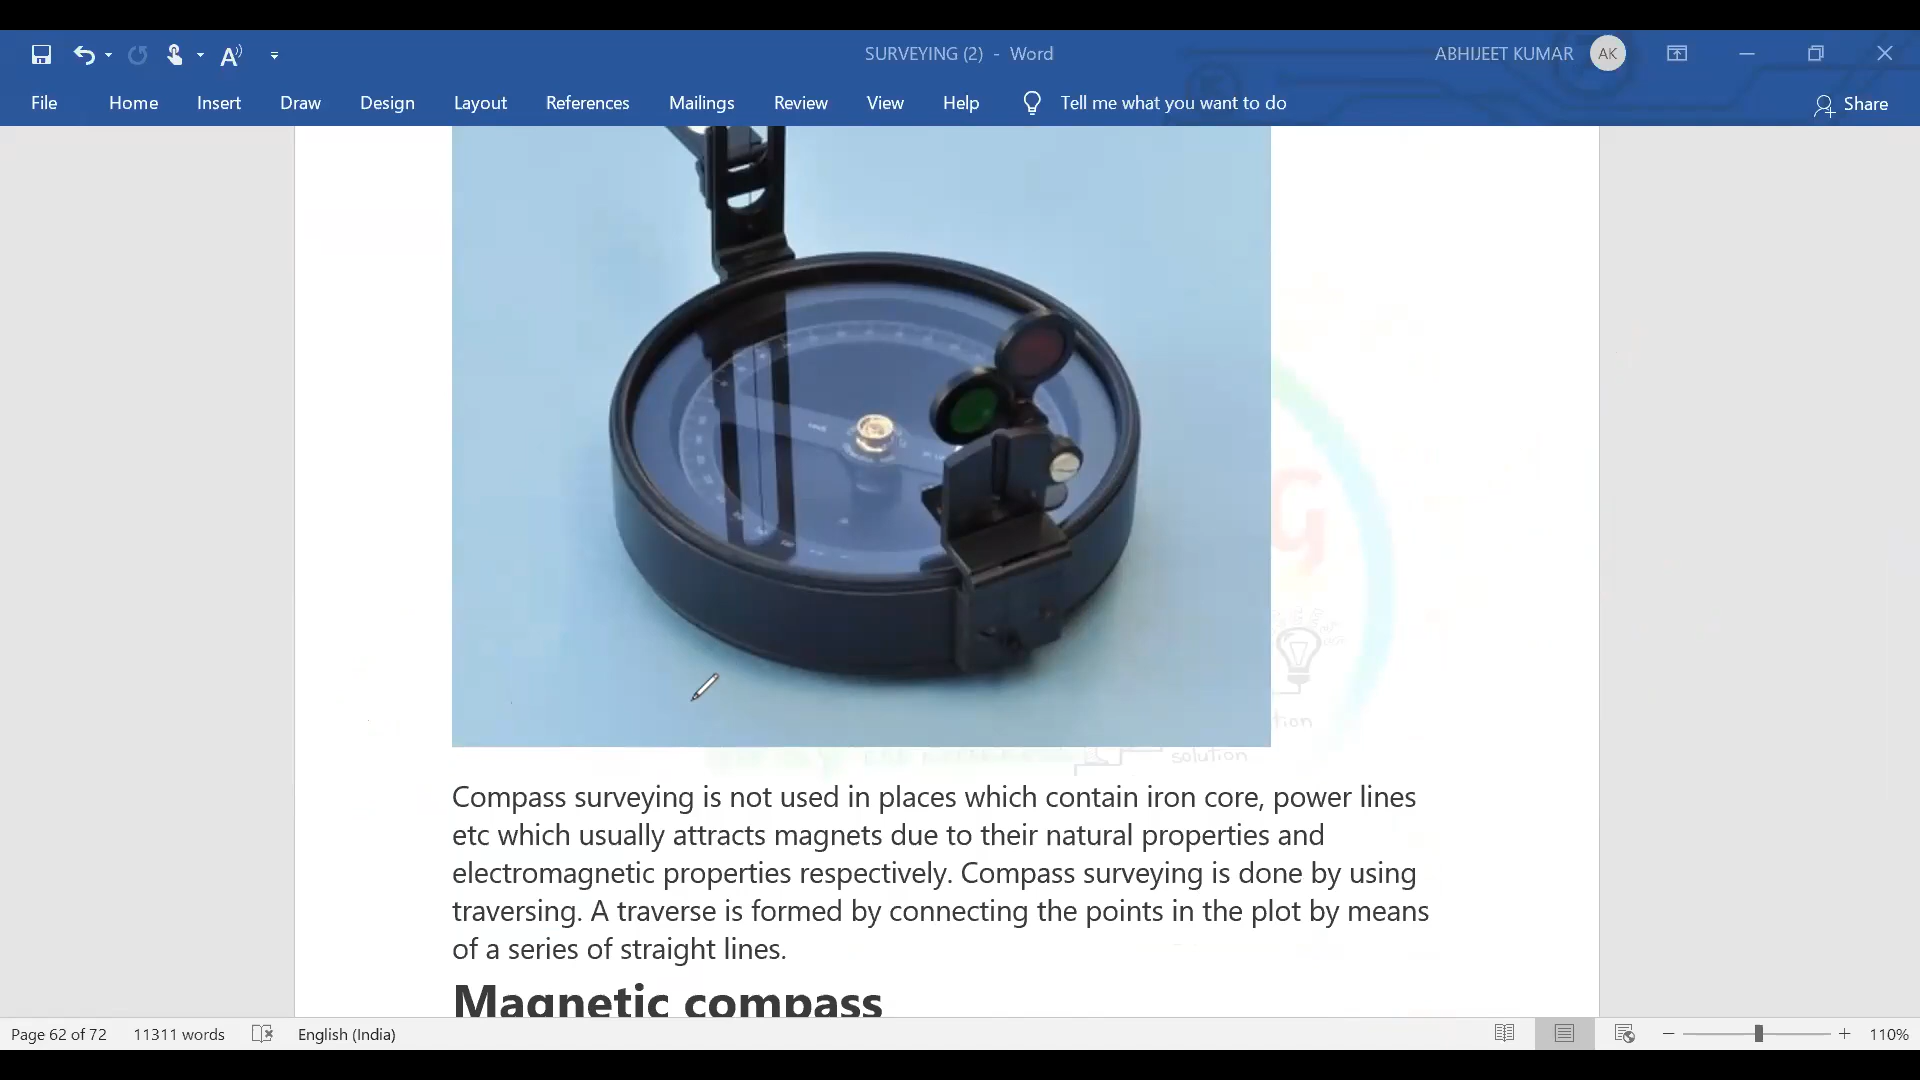 SURVEYING (2) - Word
ABHIJEET KUMAR
AK
File Home Insert Draw Design Layout References Mailings Review View Help Tell me what you want to do
Share
G
tion
solution
Compass surveying is not used in places which contain iron core, power lines
etc which usually attracts magnets due to their natural properties and
electromagnetic properties respectively. Compass surveying is done by using
traversing. A traverse is formed by connecting the points in the plot by means
of a series of straight lines.
Magnetic compass
Page 62 of 72 11311 words English (India)
110%